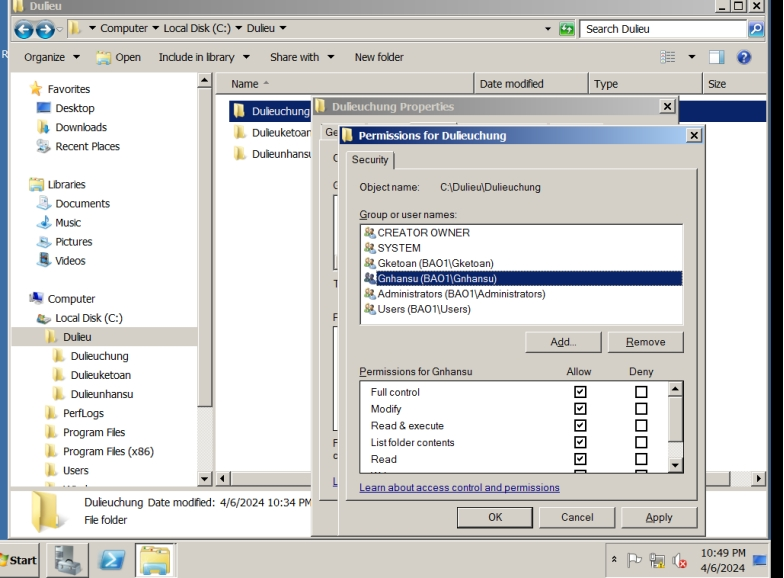 Dulieu
Computer Local Disk (C:) Dulieu
Search Dulieu
Organize Open Include in library Share with New folder
Favorites
Desktop
Downloads
Recent Places
Libraries
Documents
Music
Pictures
Videos
Computer
Local Disk (C:)
Dulieu
Dulieuchung
Dulieuketoan
Dulieunhansu
PerfLogs
Program Files
Program Files (x86)
Users
Name Date modified Type Size
Dulieuchung
Dulieuketoan
Dulieunhansu
Dulieuchung Properties
Ge
Permissions for Dulieuchung
Security
Object name: C:\Dulieu\Dulieuchung
Group or user names:
CREATOR OWNER
SYSTEM
Gketoan (BAO1\Gketoan)
Gnhansu (BAO1\Gnhansu)
Administrators (BAO1\Administrators)
Users (BAO1\Users)
Add... Remove
Permissions for Gnhansu Allow Deny
Full control
Modify
Read & execute
List folder contents
Read
Learn about access control and permissions
OK Cancel Apply
Dulieuchung Date modified: 4/6/2024 10:34 PM
File folder
Start
10:49 PM
4/6/2024